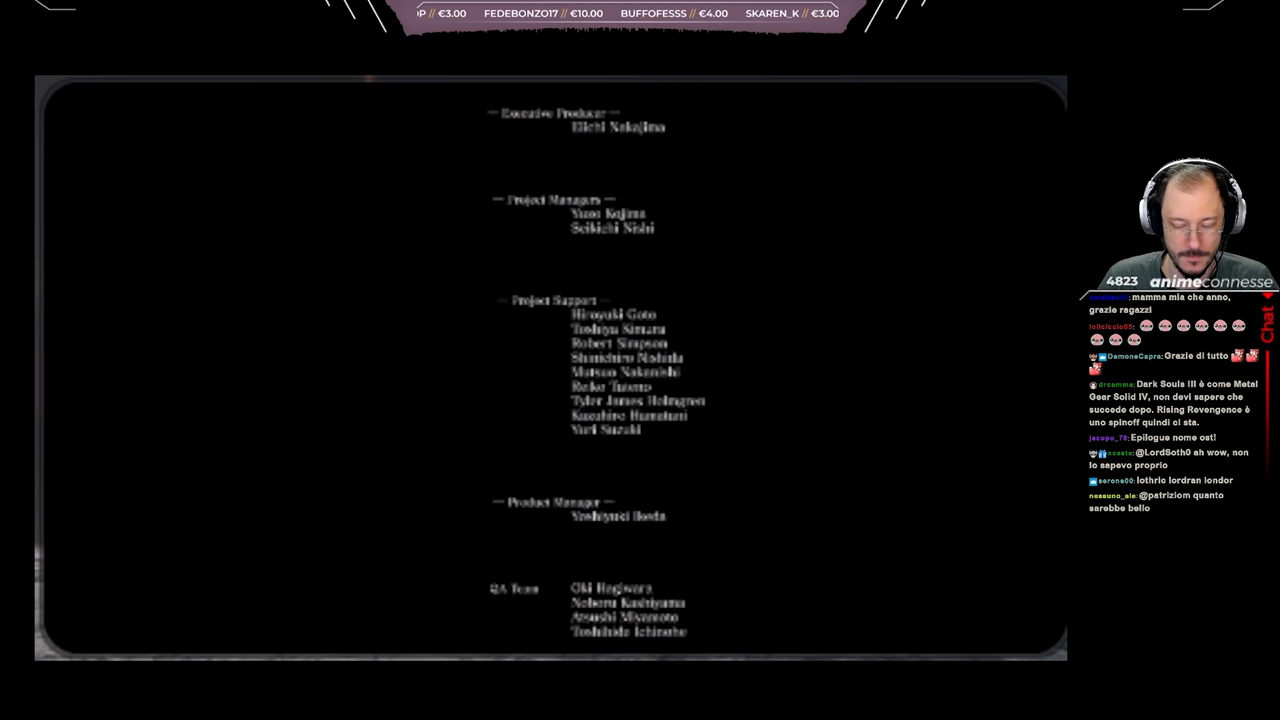 P // €3.00 FEDEBONZO17 // €10.00 BUFFOFESSS // €4.00 SKAREN_K // €3.00
— Executive Producer —
Eiichi Nakajima
— Project Managers —
Yuzo Kojima
Seikichi Nishi
— Project Support —
Hiroyuki Goto
Toshiya Kimura
Robert Simpson
Shinichiro Nishida
Matsuo Nakanishi
Reiko
Tyler James Holmgren
Kazuhiro Hamatani
Yuri Suzuki
— Product Manager —
Yoshiyuki Ikeda
QA Team
Oki Hagiwara
Noboru Kashiyama
Atsushi Miyamoto
Toshihide Ichinohe
4823 animeconnesse
Chat
: mamma mia che anno,
grazie ragazzi
DemoneCapra: Grazie di tutto
drcamma: Dark Souls III è come Metal
Gear Solid IV, non devi sapere che
succede dopo. Rising Revengence è
uno spinoff quindi ci sta.
jacopo_76: Epilogue nome ost!
xcasto: @LordSoth0 ah wow, non
lo sapevo proprio
serone00: lothric lordran londor
nessuno_ale: @patriziom quanto
sarebbe bello